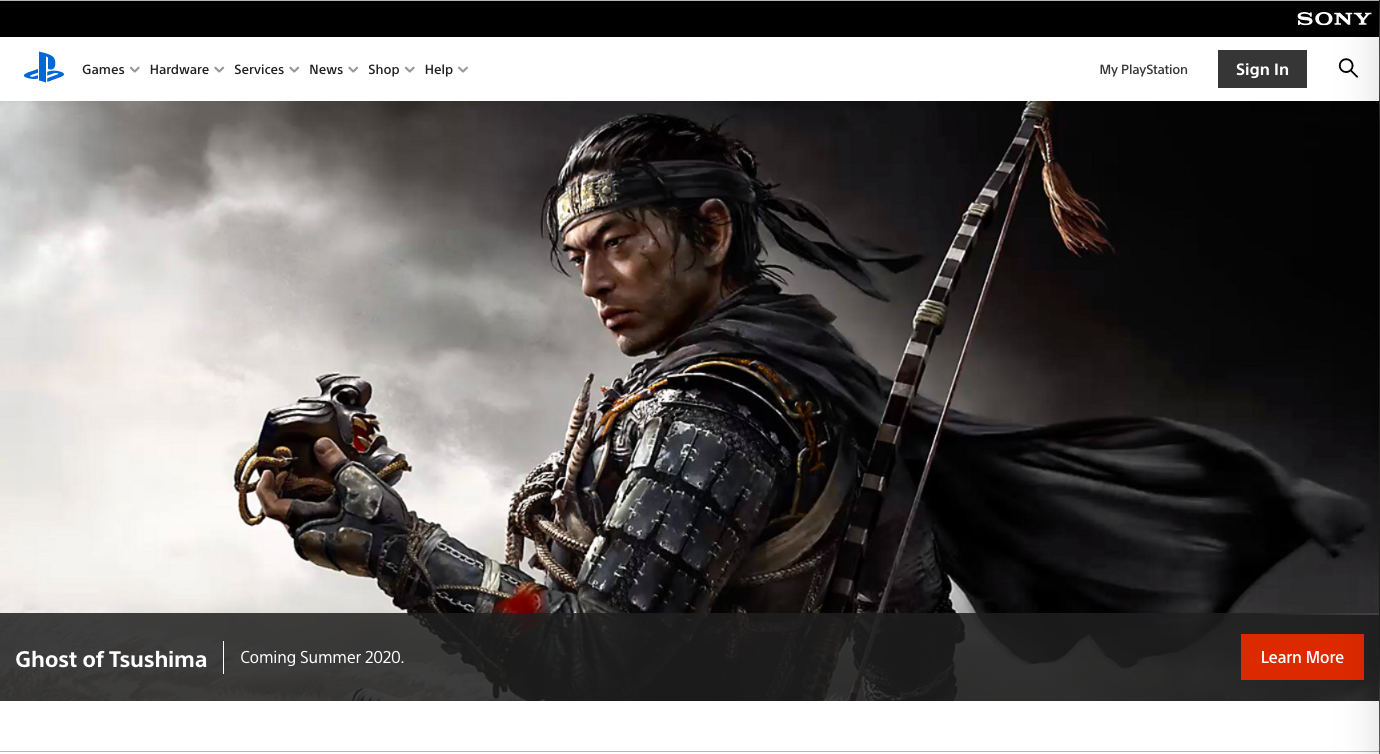 SONY
Games Hardware Services News Shop Help My PlayStation Sign In
Ghost of Tsushima Coming Summer 2020. Learn More